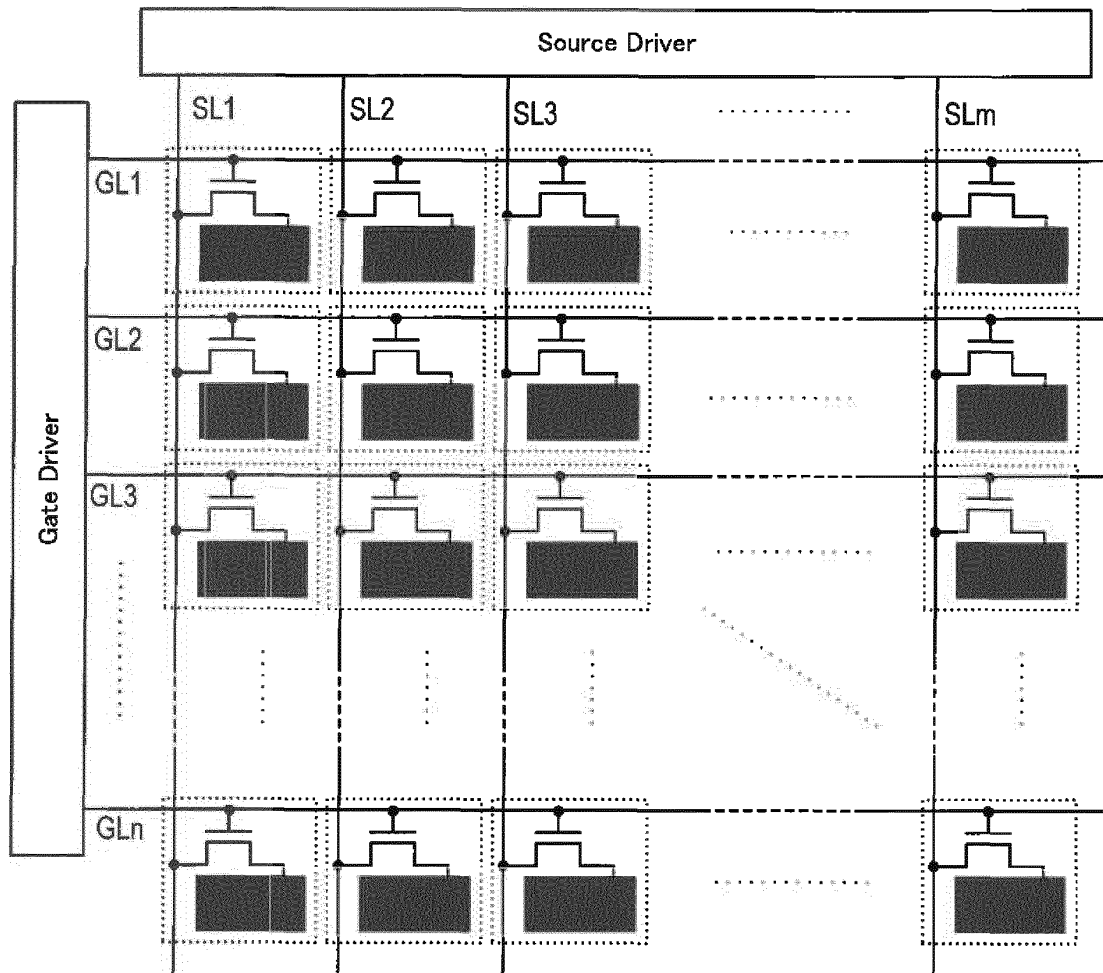 Source Driver
SL1
SL2
SL3
SLm
GL1
GL2
GL3
GLn
Gate Driver